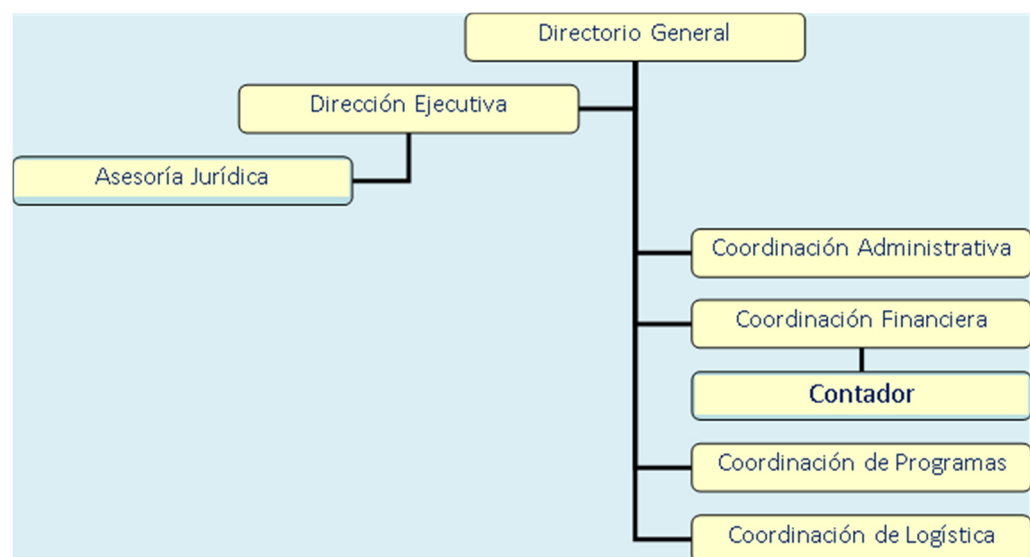 Directorio General
Dirección Ejecutiva
Asesoría Jurídica
Coordinación Administrativa
Coordinación Financiera
Contador
Coordinación de Programas
Coordinación de Logística